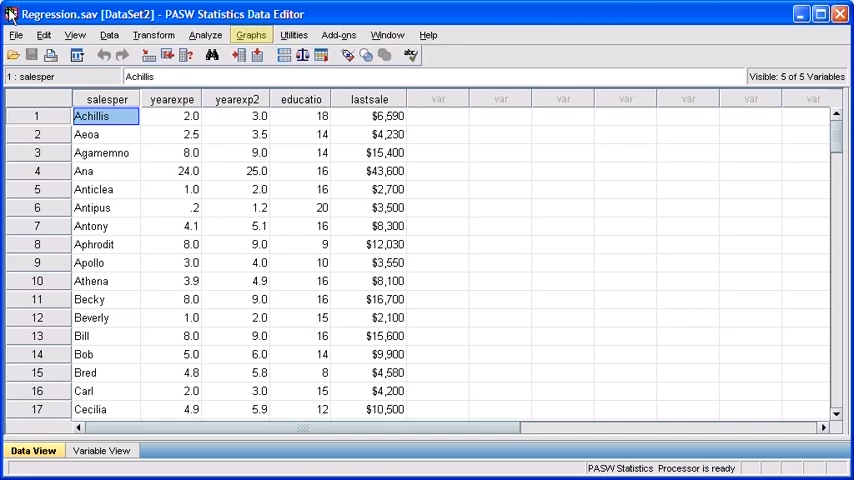 Regression.sav [DataSet2] - PASW Statistics Data Editor
File Edit View Data Transform Analyze Graphs Utilities Add-ons Window Help
1 : salesper Achillis Visible: 5 of 5 Variables
salesper yearexpe yearexp2 educatio lastsale var var var var var var var
1 Achillis 2.0 3.0 18 $6,590
2 Aeoa 2.5 3.5 14 $4,230
3 Agamemno 8.0 9.0 14 $15,400
4 Ana 24.0 25.0 16 $43,600
5 Anticlea 1.0 2.0 16 $2,700
6 Antipus .2 1.2 20 $3,500
7 Antony 4.1 5.1 16 $8,300
8 Aphrodit 8.0 9.0 9 $12,030
9 Apollo 3.0 4.0 10 $3,550
10 Athena 3.9 4.9 16 $8,100
11 Becky 8.0 9.0 16 $16,700
12 Beverly 1.0 2.0 15 $2,100
13 Bill 8.0 9.0 16 $15,600
14 Bob 5.0 6.0 14 $9,900
15 Bred 4.8 5.8 8 $4,580
16 Carl 2.0 3.0 15 $4,200
17 Cecilia 4.9 5.9 12 $10,500
Data View Variable View
PASW Statistics Processor is ready